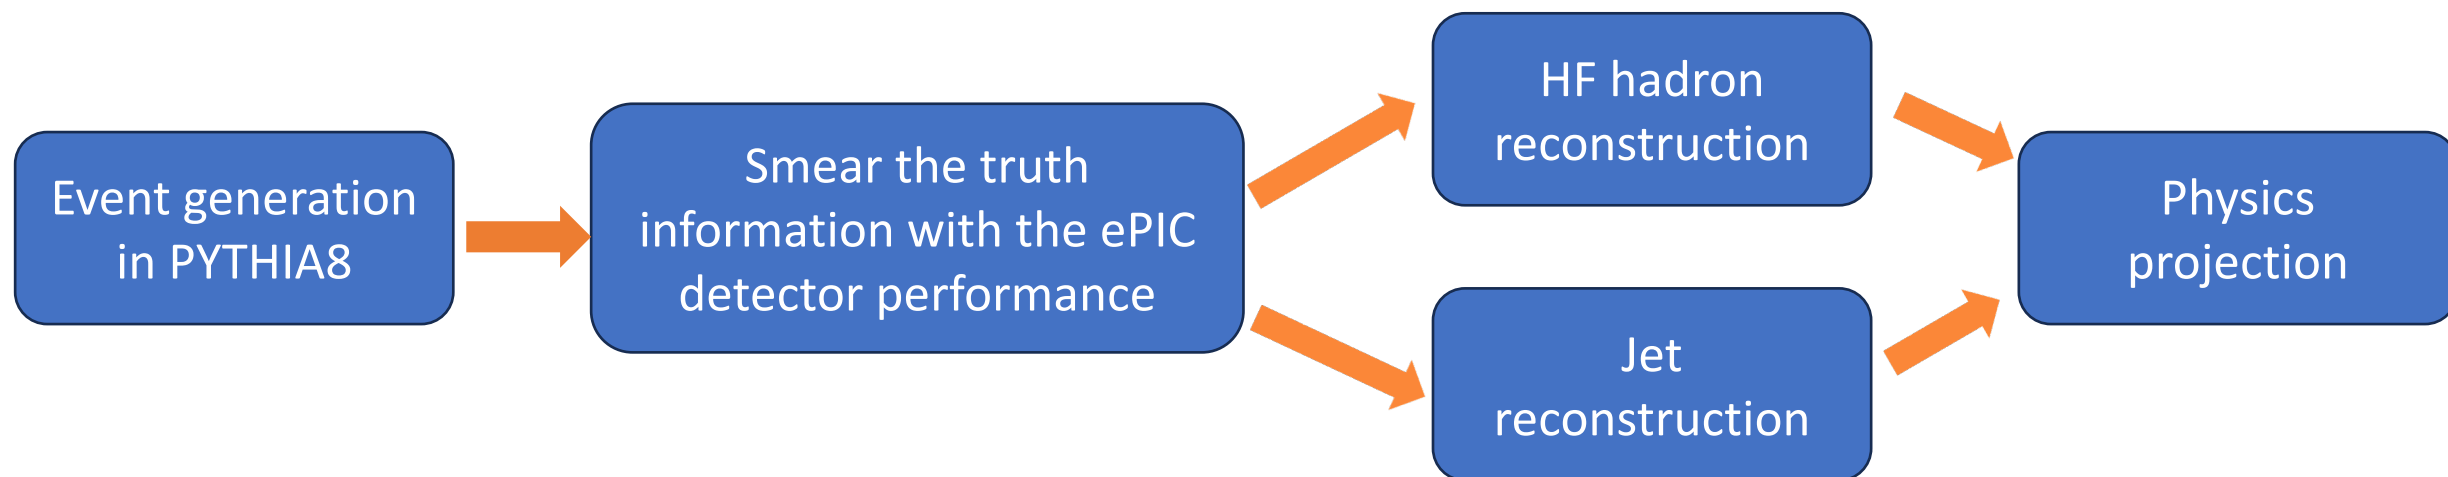 Event generation
in PYTHIA8
Smear the truth
information with the ePIC
detector performance
HF hadron
reconstruction
Jet
reconstruction
Physics
projection